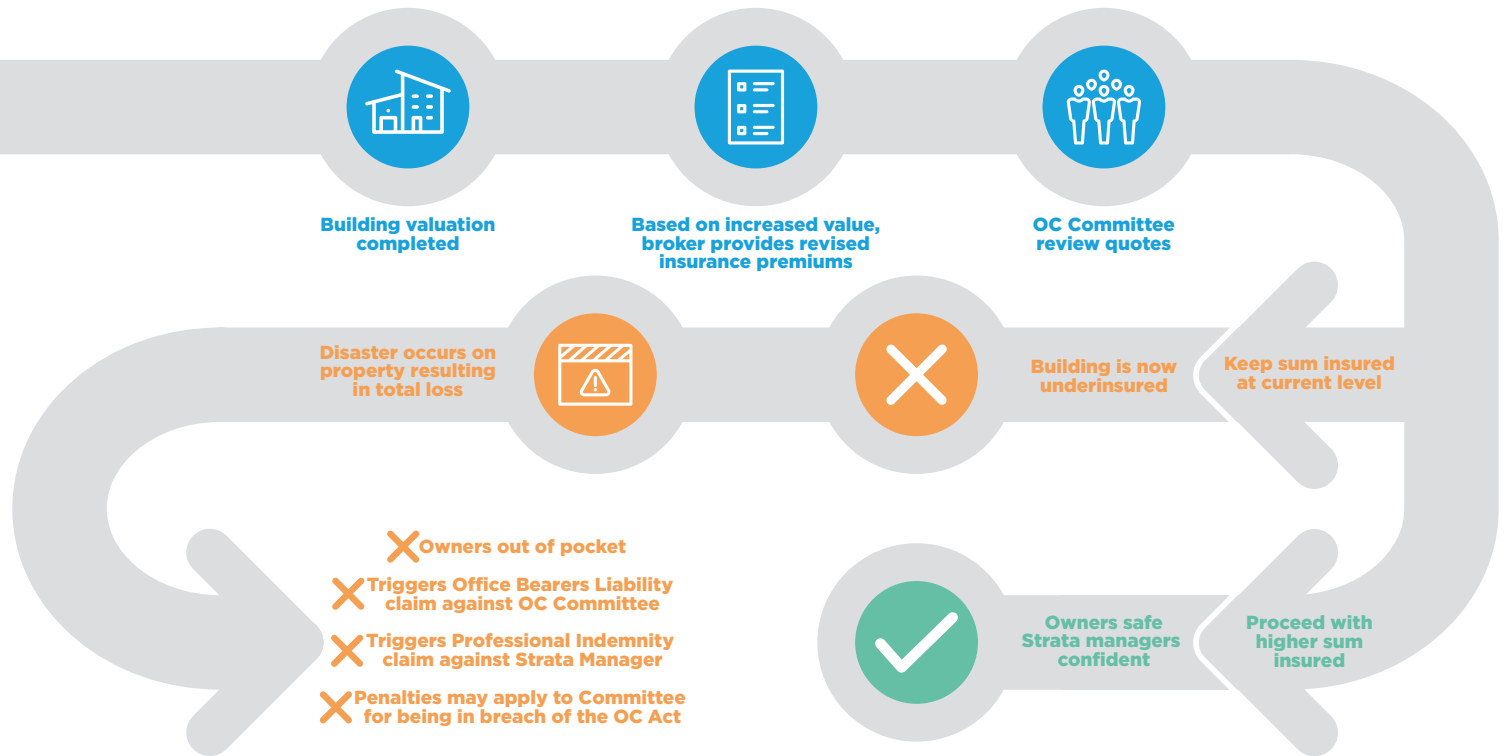 Building valuation
completed
Based on increased value,
broker provides revised
insurance premiums
OC Committee
review quotes
Keep sum insured
at current level
Building is now
underinsured
Disaster occurs on
property resulting
in total loss
Owners out of pocket
Triggers Office Bearers Liability
claim against OC Committee
Triggers Professional Indemnity
claim against Strata Manager
Penalties may apply to Committee
for being in breach of the OC Act
Proceed with
higher sum
insured
Owners safe
Strata managers
confident